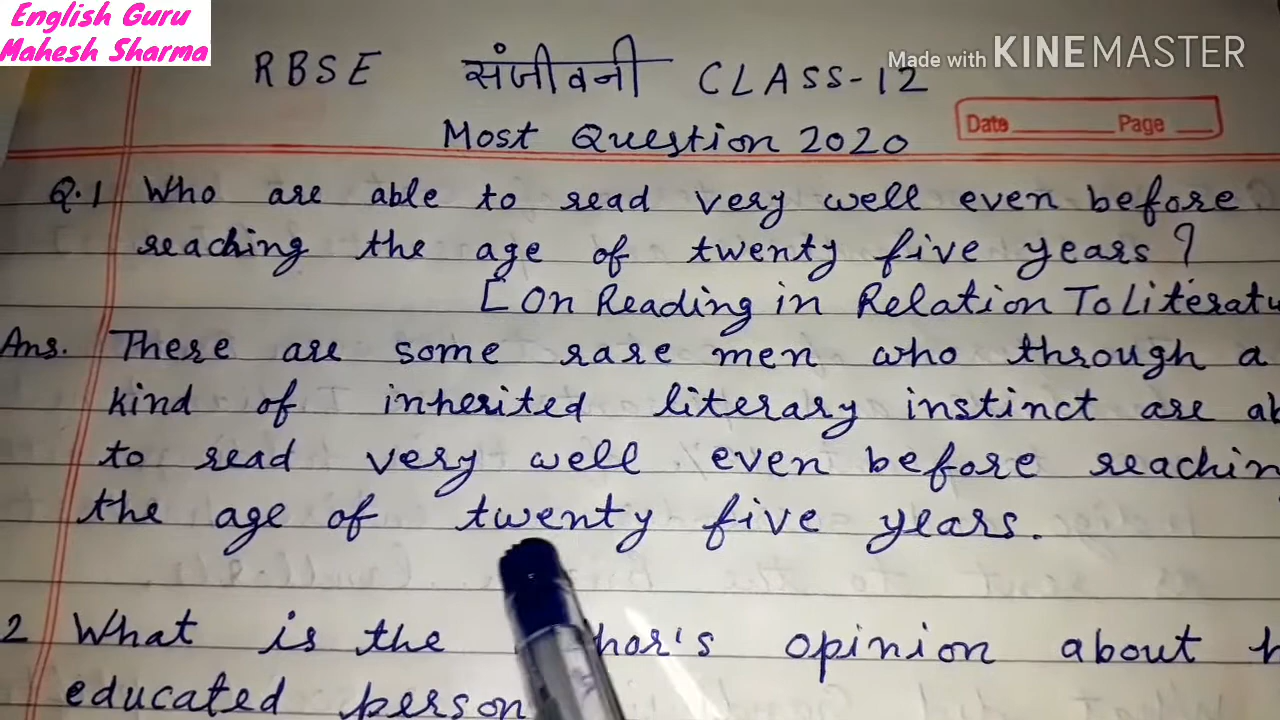 English Guru
Mahesh Sharma
Made with KINEMASTER
RBSE संजीवनी CLASS-12
Date Page
Most Question 2020
Q.1 Who are able to read very well even before
reaching the age of twenty five years?
[On Reading in Relation To Literatu
Ans. There are some rare men who through a
kind of inherited literary instinct are ab
to read very well even before reachin
the age of twenty five years.
2 What is the hor's opinion about h
educated person